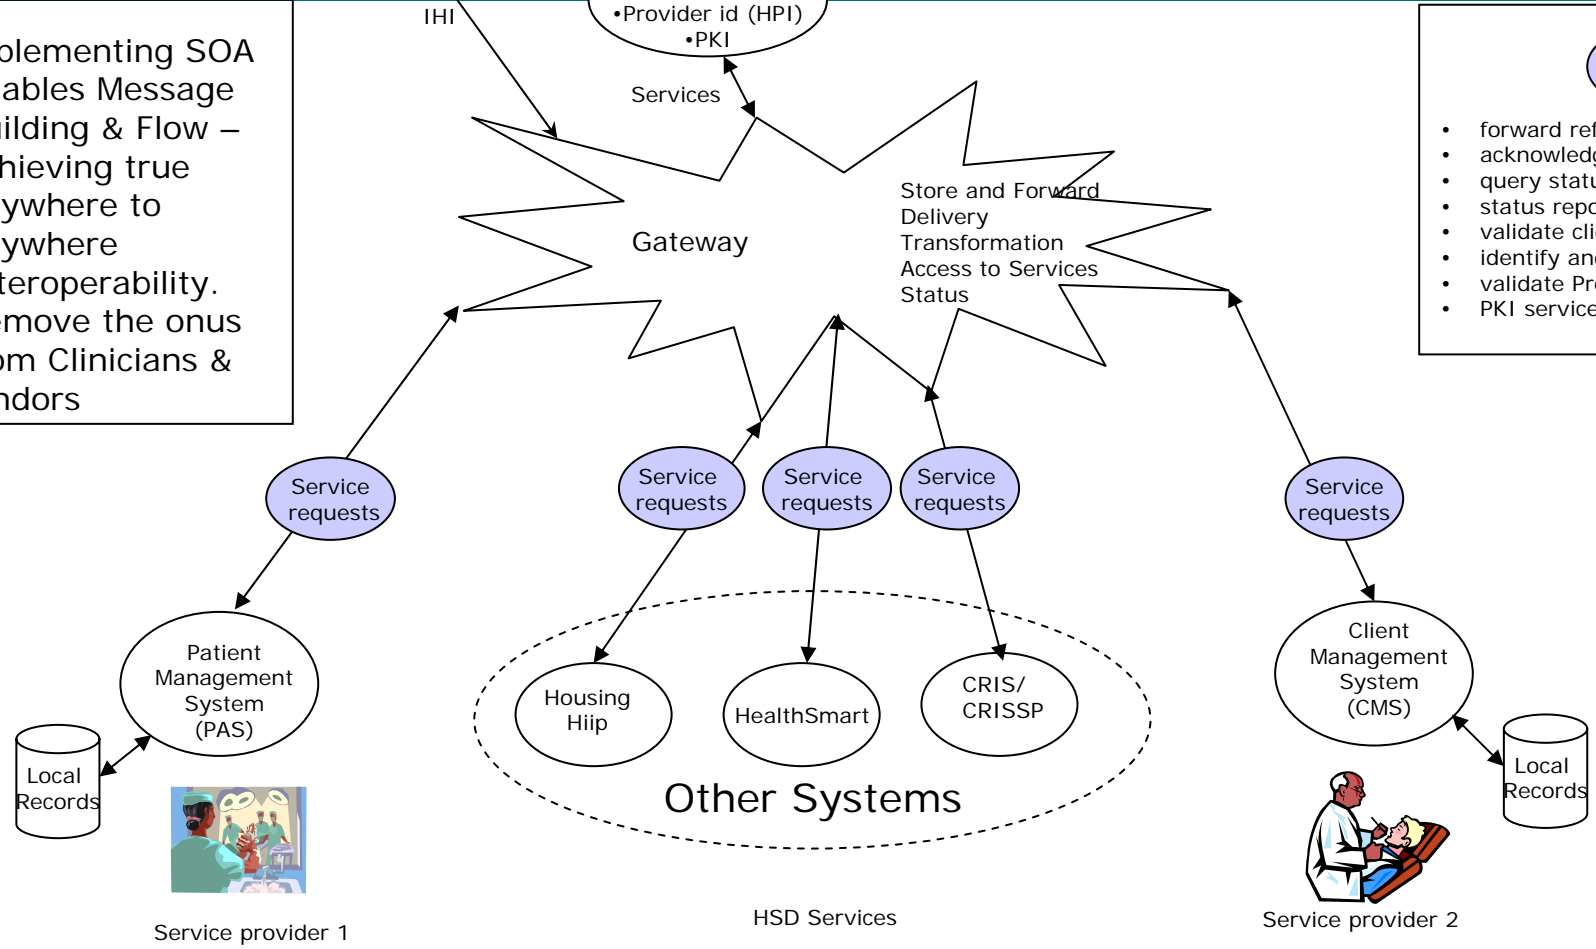 IHI
•Provider id (HPI)
•PKI
Services
plementing SOA
ables Message
ilding & Flow –
hieving true
ywhere to
ywhere
teroperability.
emove the onus
om Clinicians &
ndors
• forward ref
• acknowledg
• query statu
• status repo
• validate cli
• identify and
• validate Pro
• PKI service
Gateway
Store and Forward
Delivery
Transformation
Access to Services
Status
Service
requests
Service
requests
Service
requests
Service
requests
Service
requests
Patient
Management
System
(PAS)
Local
Records
Housing
Hiip
HealthSmart
CRIS/
CRISSP
Other Systems
Client
Management
System
(CMS)
Local
Records
Service provider 1
HSD Services
Service provider 2